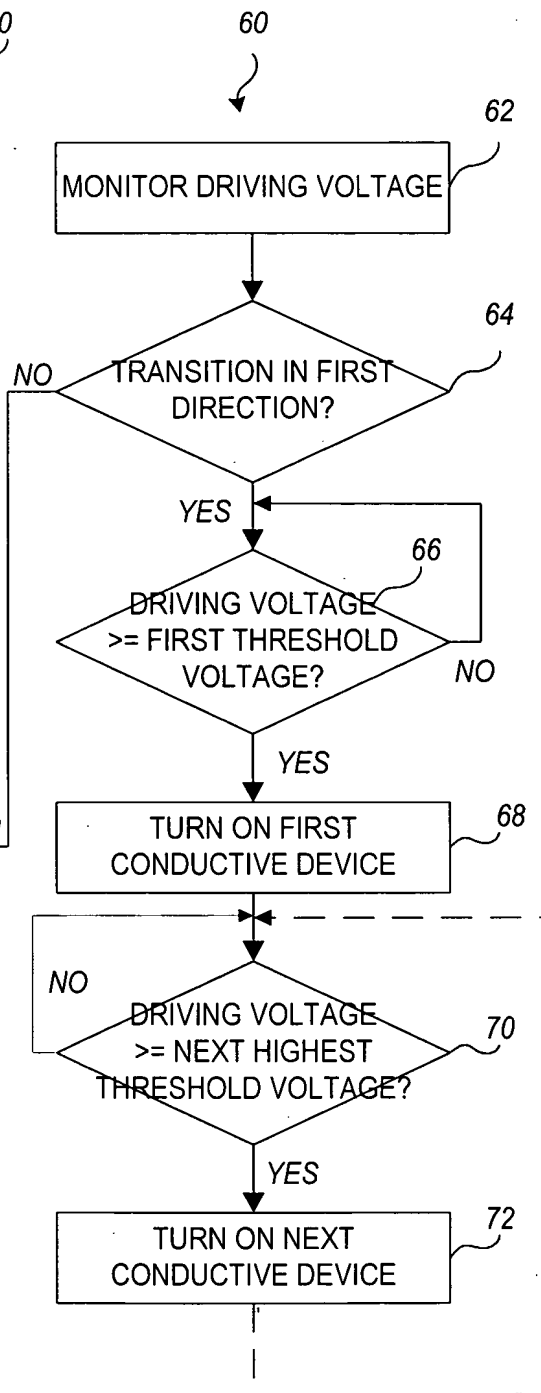 0
60
62
MONITOR DRIVING VOLTAGE
64
NO
TRANSITION IN FIRST
DIRECTION?
YES
66
DRIVING VOLTAGE
>= FIRST THRESHOLD
VOLTAGE?
NO
YES
68
TURN ON FIRST
CONDUCTIVE DEVICE
NO
70
DRIVING VOLTAGE
>= NEXT HIGHEST
THRESHOLD VOLTAGE?
YES
72
TURN ON NEXT
CONDUCTIVE DEVICE